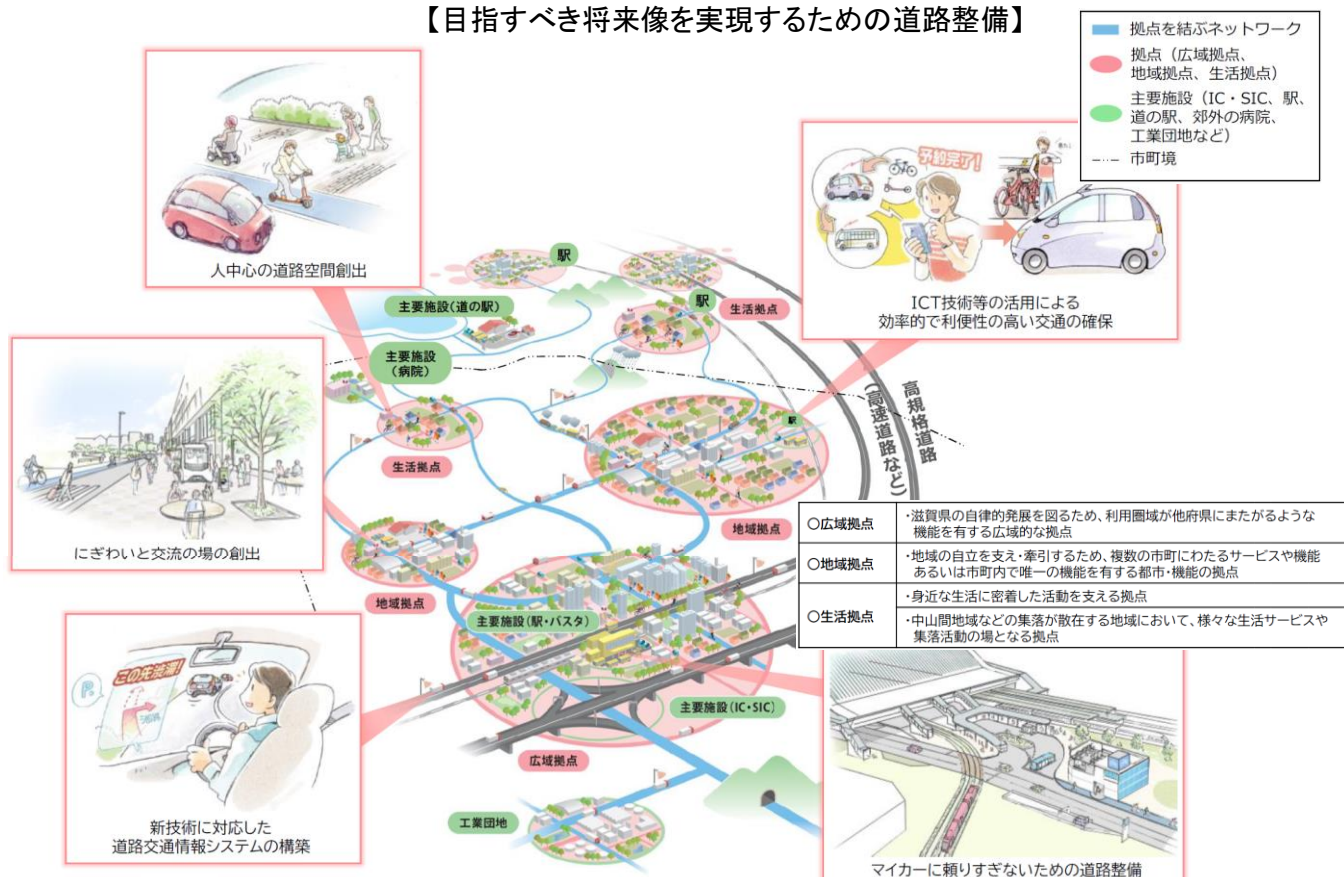 【目指すべき将来像を実現するための道路整備】
拠点を結ぶネットワーク
拠点（広域拠点、
地域拠点、生活拠点）
主要施設（IC・SIC、駅、
道の駅、郊外の病院、
工業団地など）
市町境
人中心の道路空間創出
予約完了!
ICT技術等の活用による
効率的で利便性の高い交通の確保
駅
主要施設（道の駅）
駅
生活拠点
主要施設
（病院）
生活拠点
駅
高規格道路
（高速道路など）
地域拠点
にぎわいと交流の場の創出
地域拠点
○広域拠点
・滋賀県の自律的発展を図るため、利用圏域が他府県にまたがるような
機能を有する広域的な拠点
○地域拠点
・地域の自立を支え・牽引するため、複数の市町にわたるサービスや機能
あるいは市町内で唯一の機能を有する都市・機能の拠点
○生活拠点
・身近な生活に密着した活動を支える拠点
・中山間地域などの集落が散在する地域において、様々な生活サービスや
集落活動の場となる拠点
主要施設（駅・バスタ）
主要施設（IC・SIC）
広域拠点
工業団地
この先渋滞!
P
新技術に対応した
道路交通情報システムの構築
マイカーに頼りすぎないための道路整備